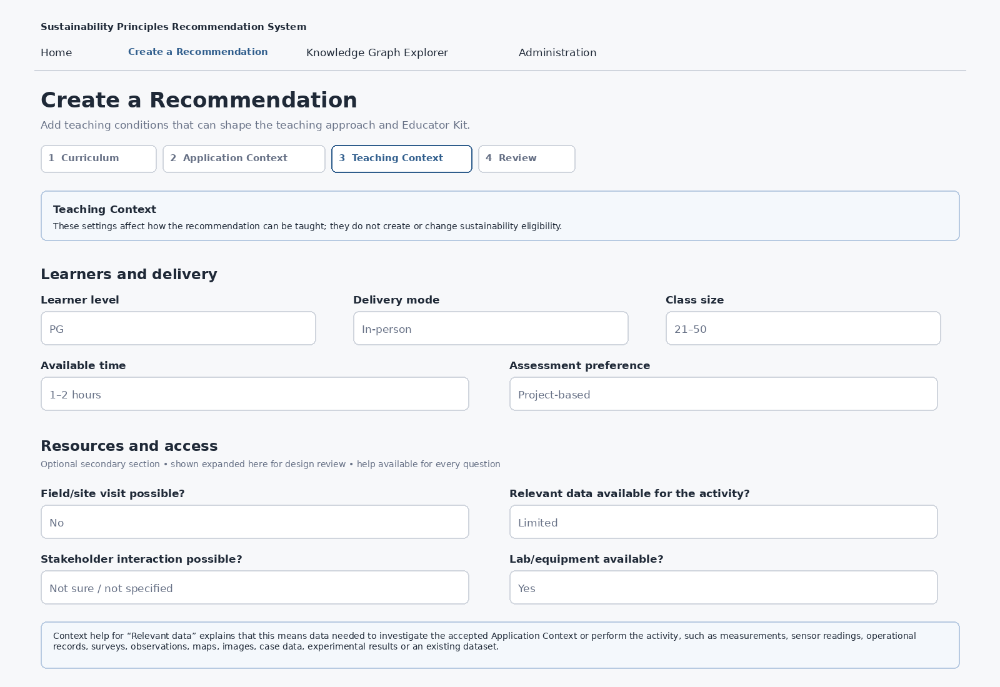 Sustainability Principles Recommendation System
Home Create a Recommendation Knowledge Graph Explorer Administration
Create a Recommendation
Add teaching conditions that can shape the teaching approach and Educator Kit.
1 Curriculum 2 Application Context 3 Teaching Context 4 Review
Teaching Context
These settings affect how the recommendation can be taught; they do not create or change sustainability eligibility.
Learners and delivery
Learner level Delivery mode Class size
PG In-person 21–50
Available time Assessment preference
1–2 hours Project-based
Resources and access
Optional secondary section • shown expanded here for design review • help available for every question
Field/site visit possible? Relevant data available for the activity?
No Limited
Stakeholder interaction possible? Lab/equipment available?
Not sure / not specified Yes
Context help for “Relevant data” explains that this means data needed to investigate the accepted Application Context or perform the activity, such as measurements, sensor readings, operational
records, surveys, observations, maps, images, case data, experimental results or an existing dataset.